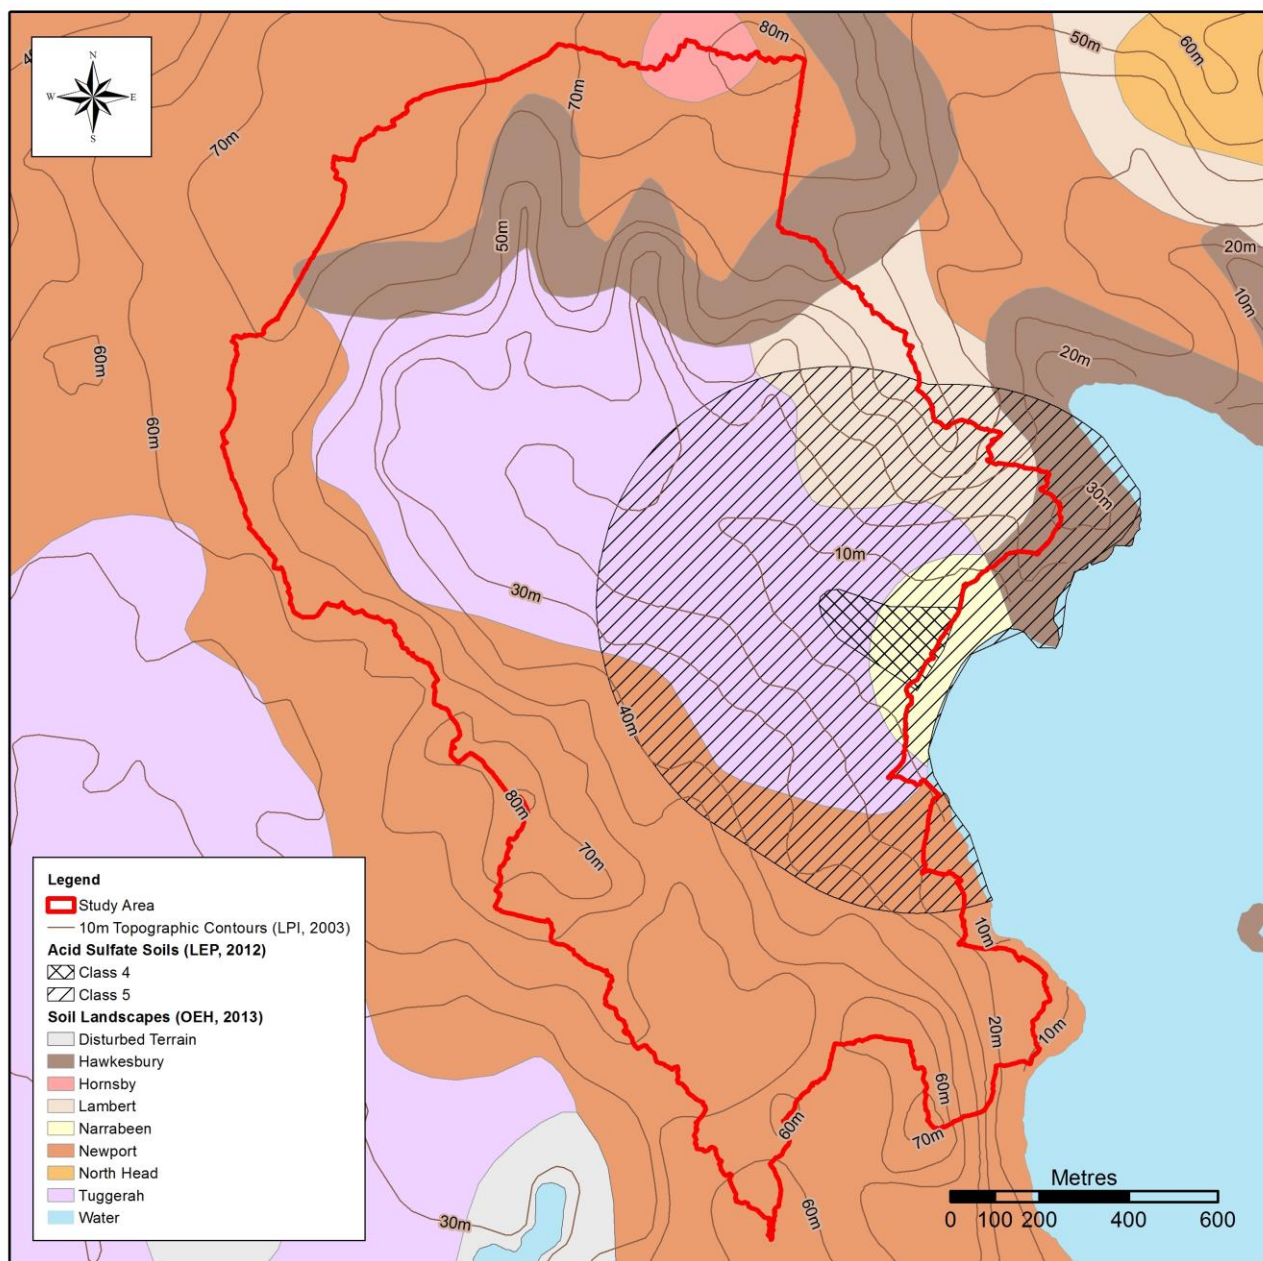 80m
50m
60m
4
N
W E
S
70m
70m
50m
20m
10m
20m
60m
60m
30m
10m
30m
40m
80m
70m
10m
20m
10m
60m
60m
70m
60m
30m
Legend
Study Area
10m Topographic Contours (LPI, 2003)
Acid Sulfate Soils (LEP, 2012)
Class 4
Class 5
Soil Landscapes (OEH, 2013)
Disturbed Terrain
Hawkesbury
Hornsby
Lambert
Narrabeen
Newport
North Head
Tuggerah
Water
Metres
0 100 200 400 600